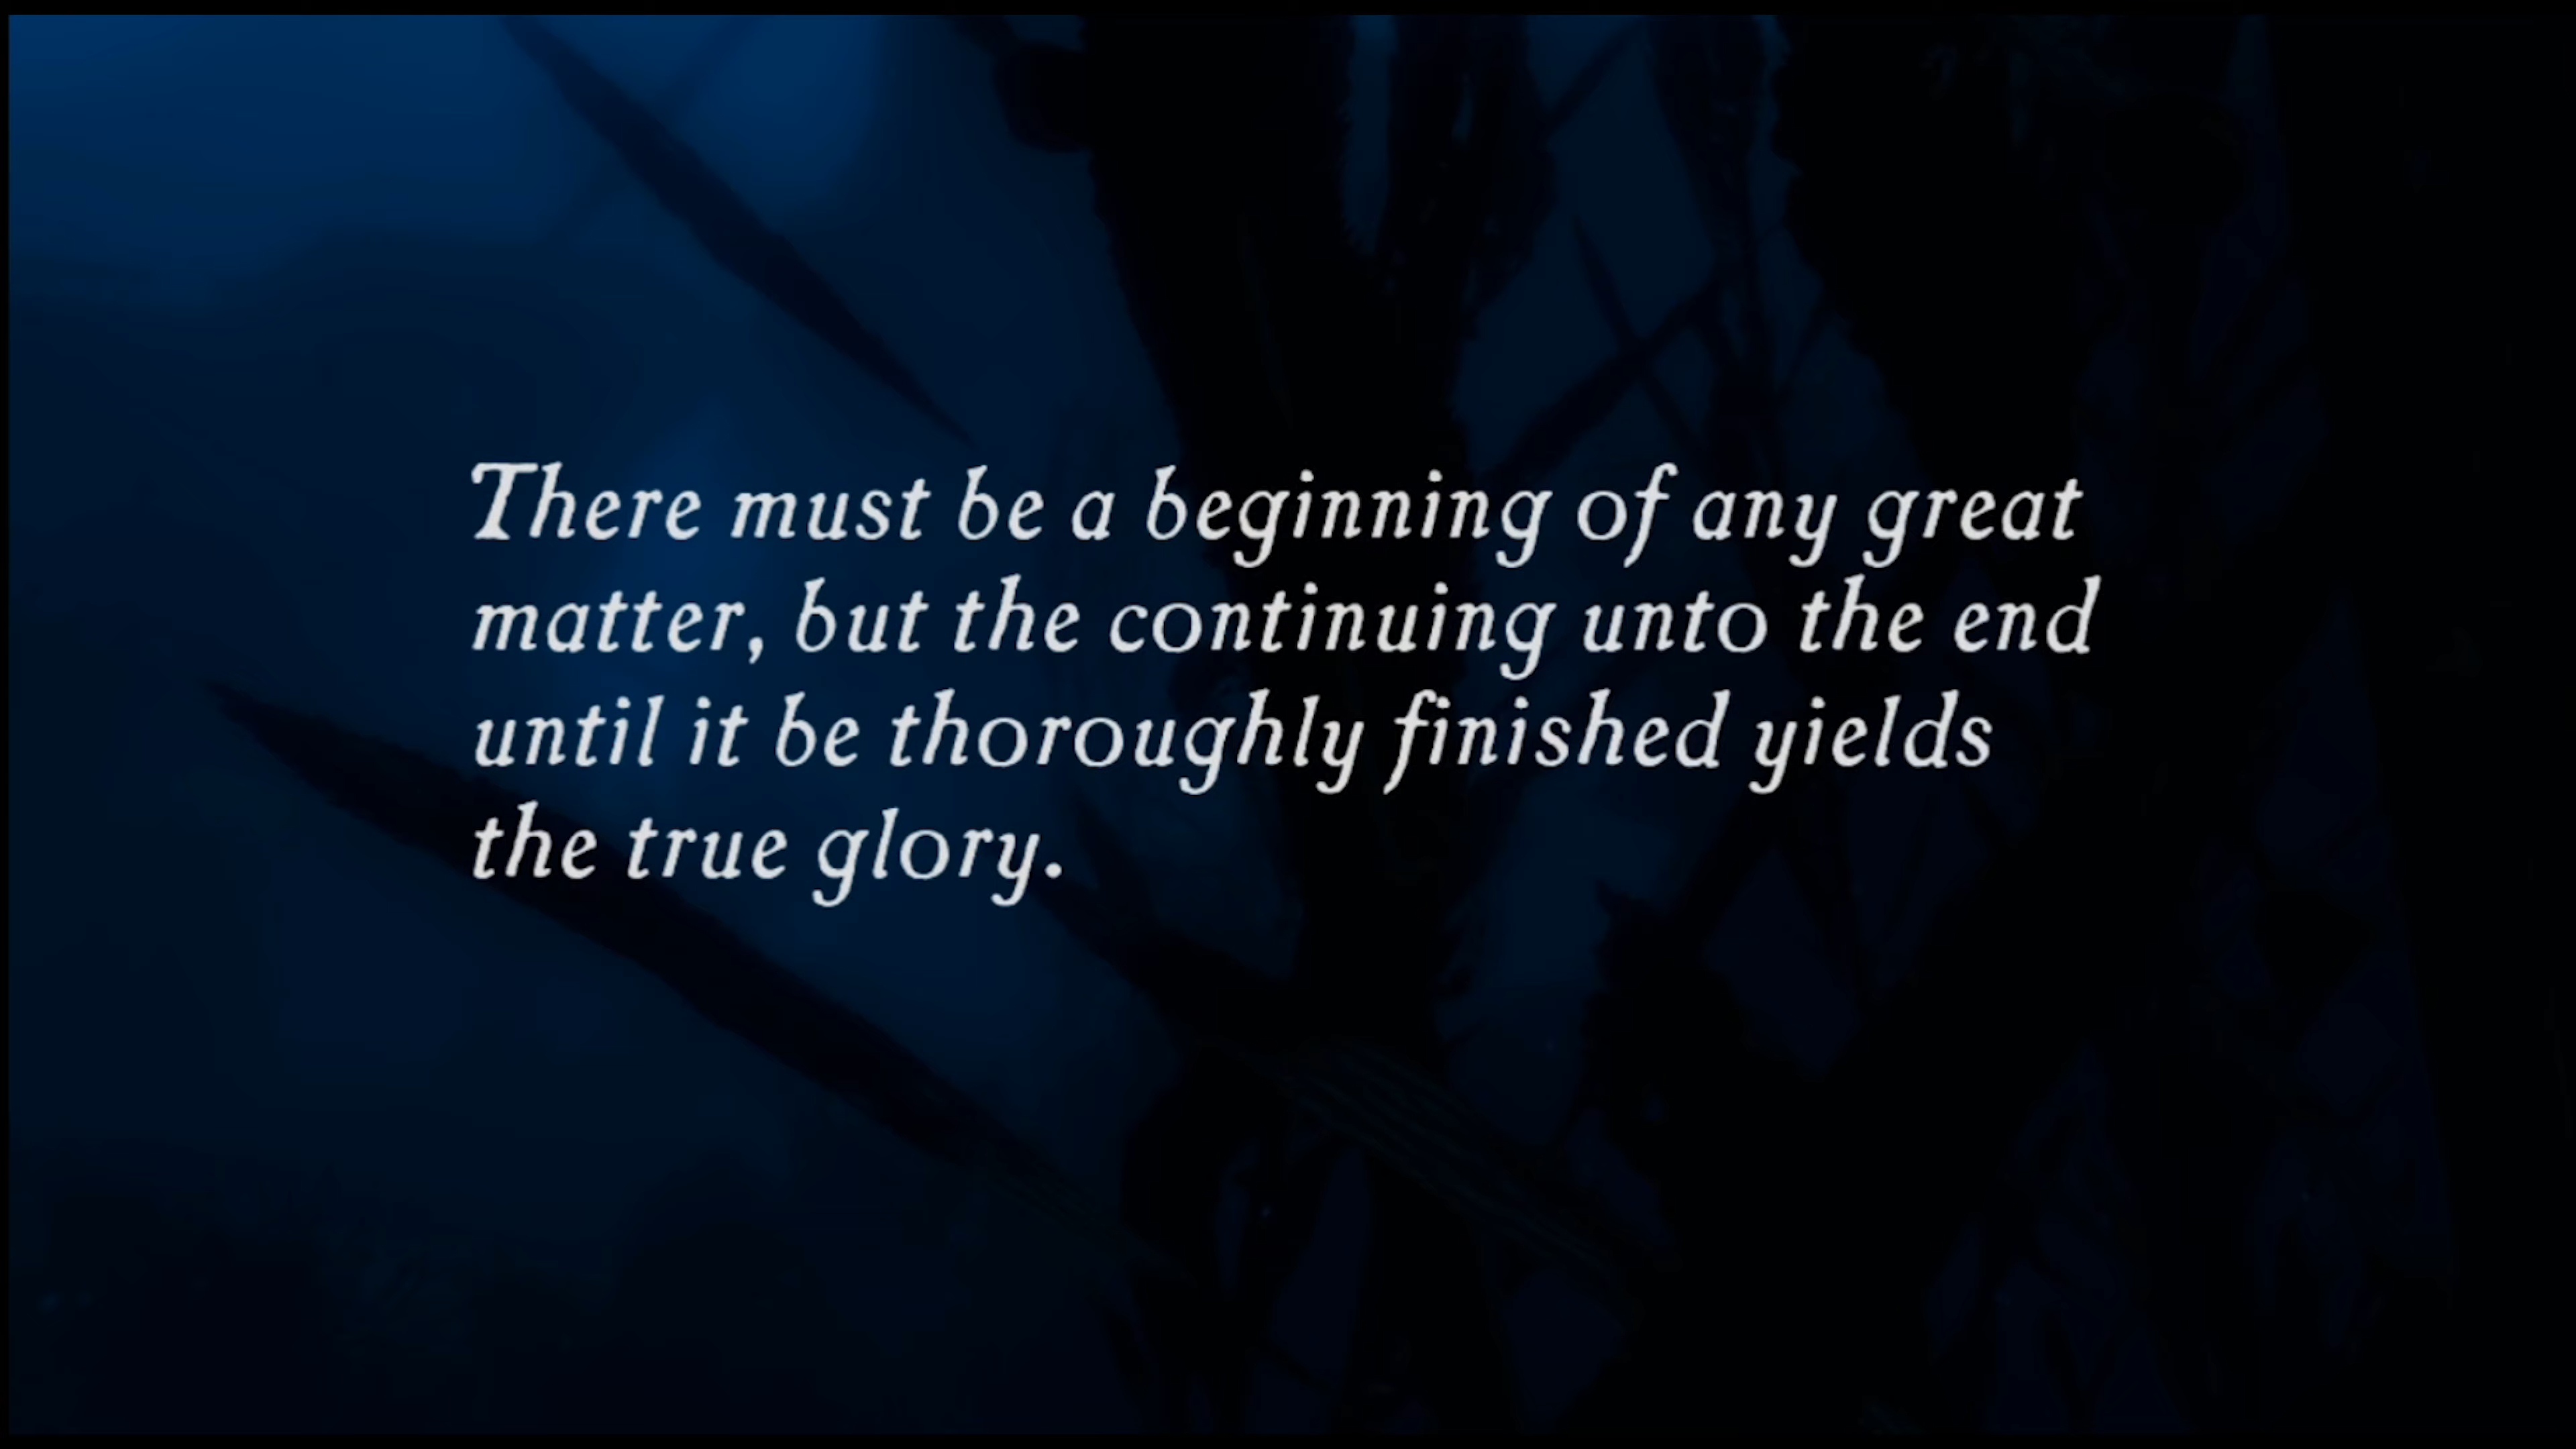 There must be a beginning of any great
matter, but the continuing unto the end
until it be thoroughly finished yields
the true glory.